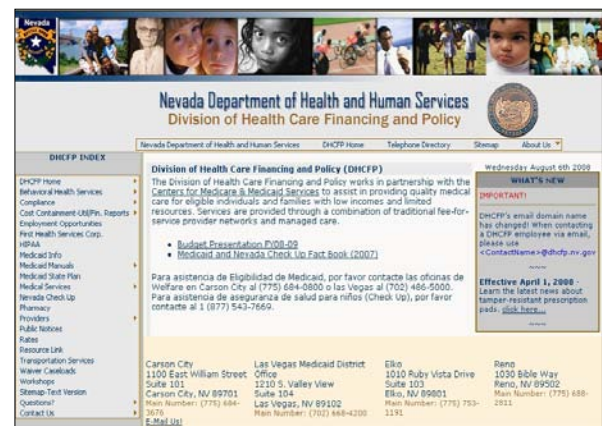 Nevada
Nevada Department of Health and Human Services
Division of Health Care Financing and Policy
Nevada Department of Health and Human Services DHCFP Home Telephone Directory Sitemap About Us
DHCFP INDEX
DHCFP Home
Behavioral Health Services
Compliance
Cost Containment-Util/Fin. Reports
Employment Opportunities
First Health Services Corp.
HIPAA
Medicaid Info
Medicaid Manuals
Medicaid State Plan
Medical Services
Nevada Check Up
Pharmacy
Providers
Public Notices
Rates
Resource Link
Transportation Services
Waiver Caseloads
Workshops
Sitemap-Text Version
Questions?
Contact Us
Division of Health Care Financing and Policy (DHCFP)
The Division of Health Care Financing and Policy works in partnership with the
Centers for Medicare & Medicaid Services to assist in providing quality medical
care for eligible individuals and families with low incomes and limited
resources. Services are provided through a combination of traditional fee-for-
service provider networks and managed care.
Budget Presentation FY08-09
Medicaid and Nevada Check Up Fact Book (2007)
Para asistencia de Eligibilidad de Medicaid, por favor contacte las oficinas de
Welfare en Carson City al (775) 684-0800 o las Vegas al (702) 486-5000.
Para asistencia de aseguranza de salud para niños (Check Up), por favor
contacte al 1 (877) 543-7669.
Wednesday August 6th 2008
WHAT'S NEW
IMPORTANT!
DHCFP's email domain name
has changed! When contacting
a DHCFP employee via email,
please use
<ContactName>@dhcfp.nv.gov
~~~
Effective April 1, 2008 -
Learn the latest news about
tamper-resistant prescription
pads. click here...
~~~
Carson City
1100 East William Street
Suite 101
Carson City, NV 89701
Main Number: (775) 684-
3676
E-Mail Us!
Las Vegas Medicaid District
Office
1210 S. Valley View
Suite 104
Las Vegas, NV 89102
Main Number: (702) 668-4200
Elko
1010 Ruby Vista Drive
Suite 103
Elko, NV 89801
Main Number: (775) 753-
1191
Reno
1030 Bible Way
Reno, NV 89502
Main Number: (775) 688-
2811